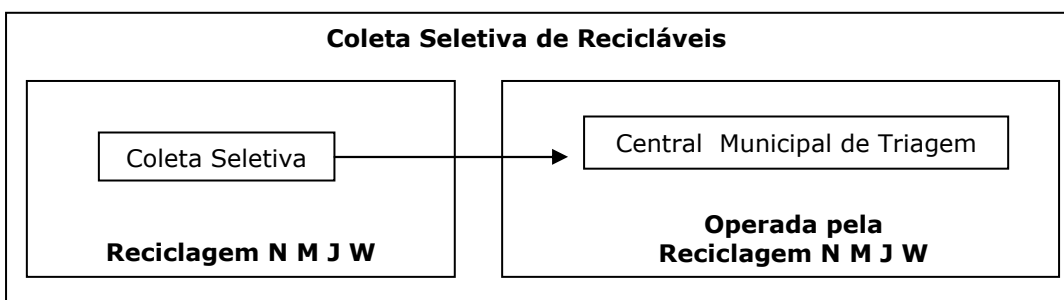 Coleta Seletiva de Recicláveis
Coleta Seletiva
Reciclagem N M J W
Central Municipal de Triagem
Operada pela
Reciclagem N M J W